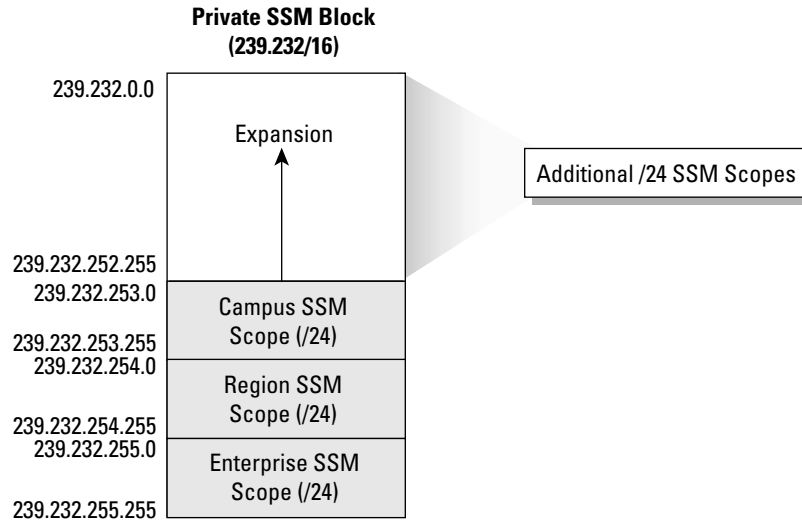 Private SSM Block
(239.232/16)
239.232.0.0
Expansion
Additional /24 SSM Scopes
239.232.252.255
239.232.253.0
Campus SSM
Scope (/24)
239.232.253.255
239.232.254.0
Region SSM
Scope (/24)
239.232.254.255
239.232.255.0
Enterprise SSM
Scope (/24)
239.232.255.255